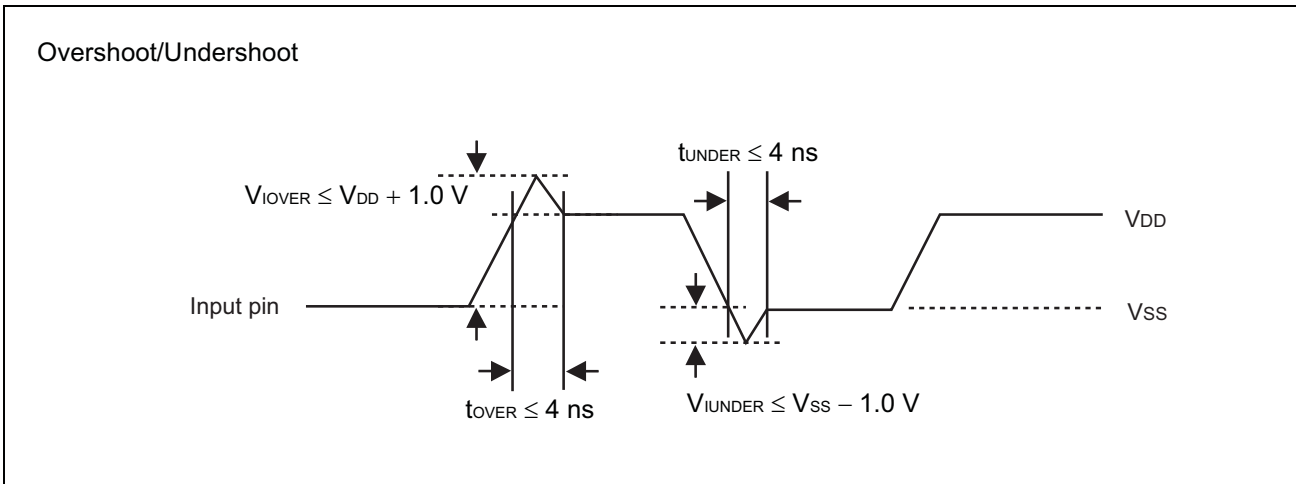 Overshoot/Undershoot
tUNDER ≤ 4 ns
VIOVER ≤ VDD + 1.0 V
VDD
Input pin
VSS
tOVER ≤ 4 ns
VIUNDER ≤ VSS − 1.0 V